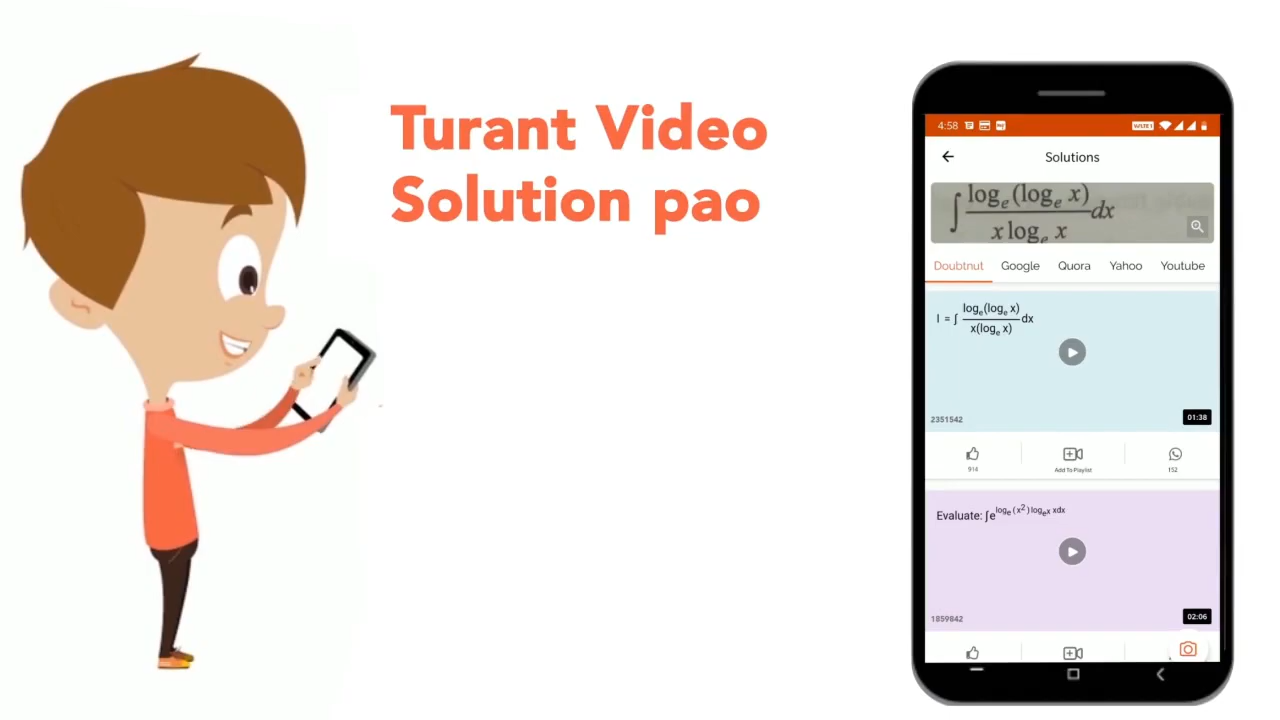 Turant Video
Solution pao
4:58
VoLTE1
Solutions
∫ logₑ(logₑ x) / x logₑ x dx
Doubtnut Google Quora Yahoo Youtube
I = ∫ logₑ(logₑ x) / x(logₑ x) dx
2351542 01:38
914 Add To Playlist 152
Evaluate: ∫e^logₑ(x²)logₑx xdx
1859842 02:06